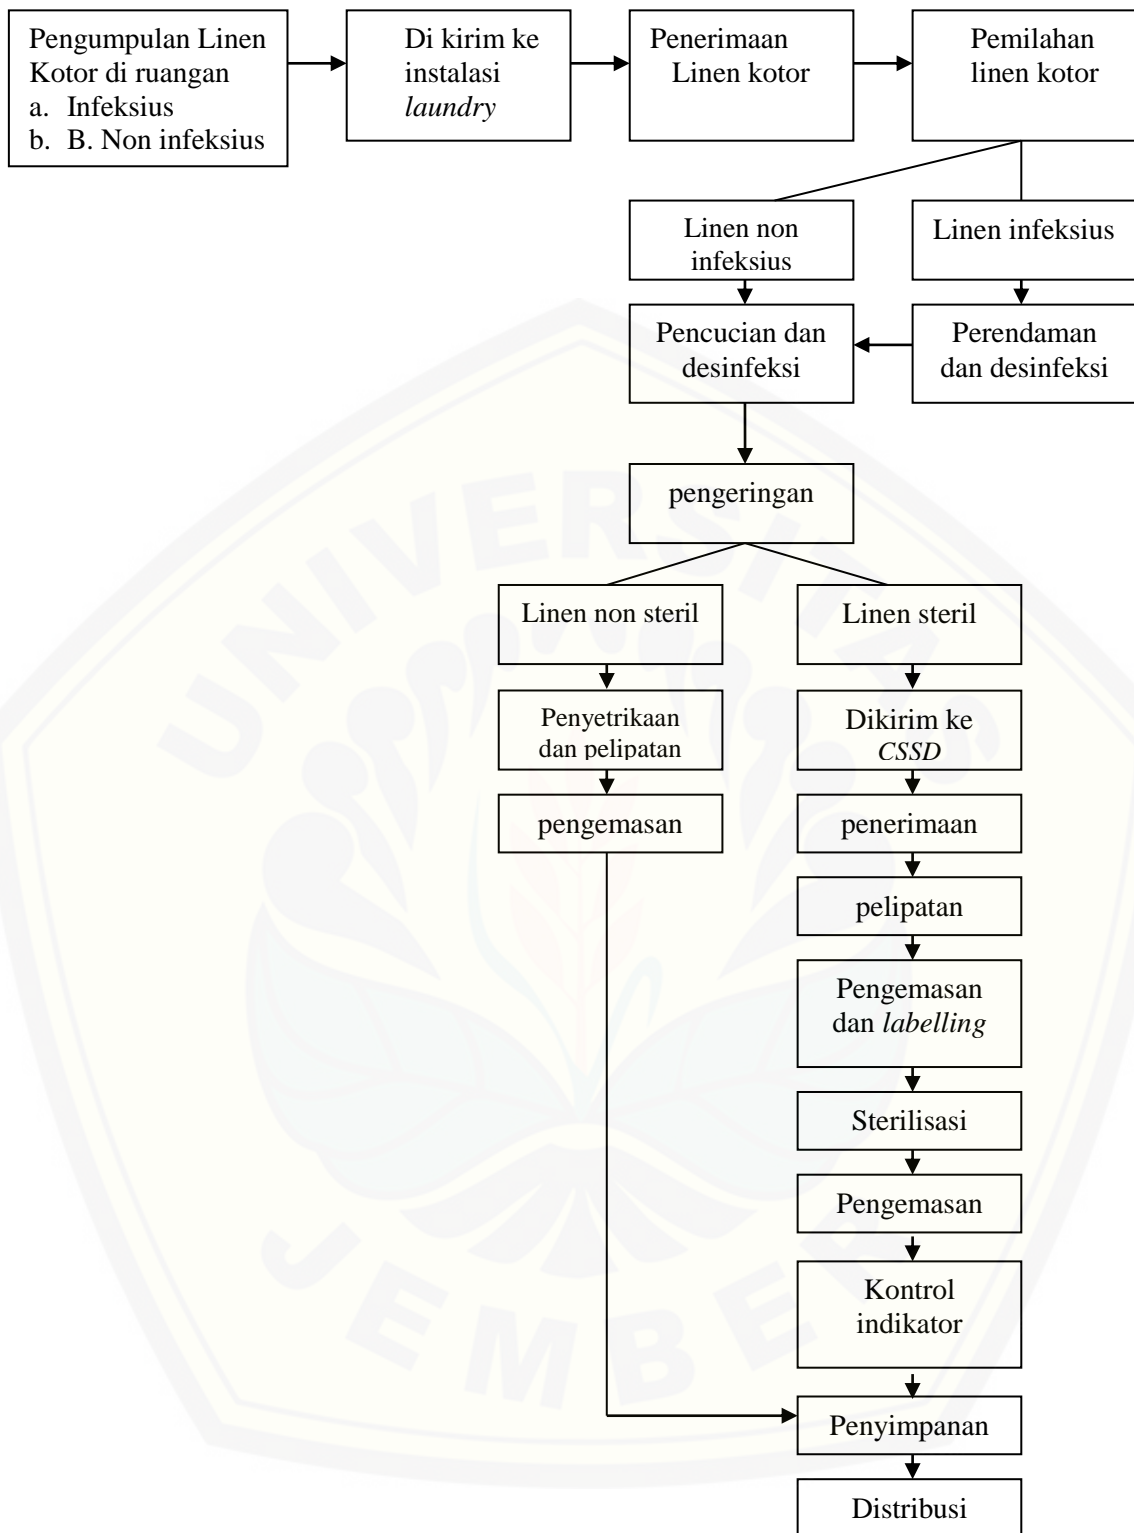 Pengumpulan Linen
Kotor di ruangan
a. Infeksius
b. B. Non infeksius
Di kirim ke
instalasi
laundry
Penerimaan
Linen kotor
Pemilahan
linen kotor
Linen non
infeksius
Linen infeksius
Pencucian dan
desinfeksi
Perendaman
dan desinfeksi
pengeringan
Linen non steril
Linen steril
Penyetrikaan
dan pelipatan
Dikirim ke
CSSD
pengemasan
penerimaan
pelipatan
Pengemasan
dan labelling
Sterilisasi
Pengemasan
Kontrol
indikator
Penyimpanan
Distribusi
UNIVERSITAS
JEMBER